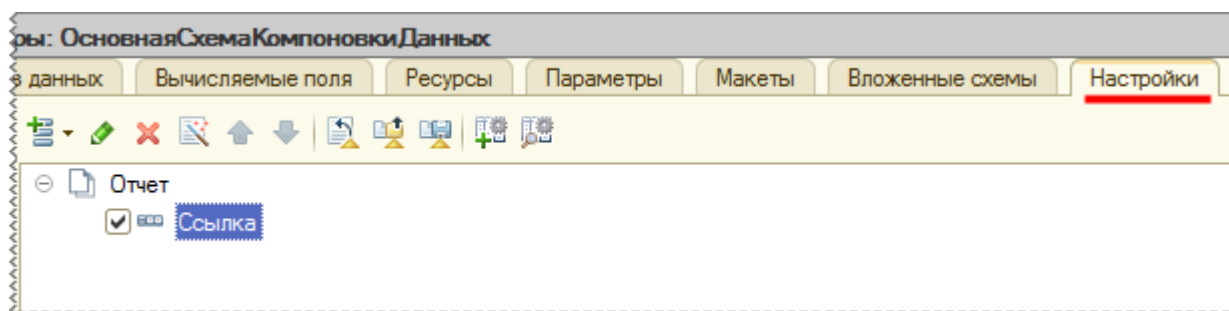 ры: ОсновнаяСхемаКомпоновкиДанных
в данных Вычисляемые поля Ресурсы Параметры Макеты Вложенные схемы Настройки
Отчет
Ссылка